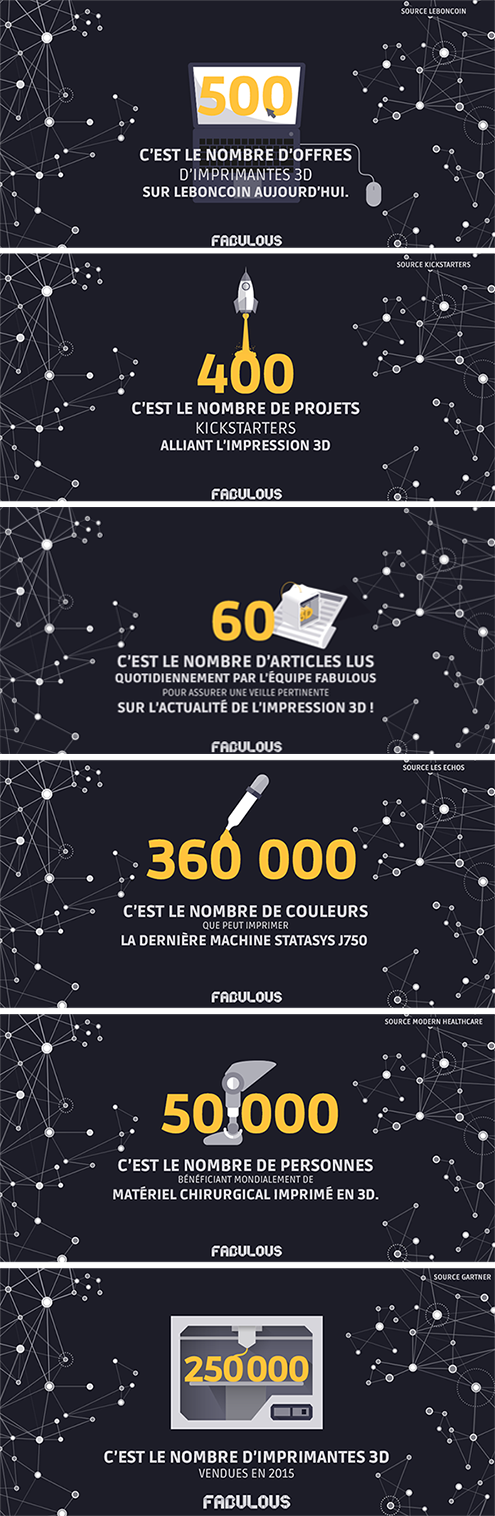 SOURCE LEBONCOIN
500
C'EST LE NOMBRE D'OFFRES
D'IMPRIMANTES 3D
SUR LEBONCOIN AUJOURD'HUI.
FABULOUS
SOURCE KICKSTARTERS
400
C'EST LE NOMBRE DE PROJETS
KICKSTARTERS
ALLIANT L'IMPRESSION 3D
FABULOUS
60
C'EST LE NOMBRE D'ARTICLES LUS
QUOTIDIENNEMENT PAR L'ÉQUIPE FABULOUS
POUR ASSURER UNE VEILLE PERTINENTE
SUR L'ACTUALITÉ DE L'IMPRESSION 3D !
FABULOUS
SOURCE LES ECHOS
360 000
C'EST LE NOMBRE DE COULEURS
QUE PEUT IMPRIMER
LA DERNIÈRE MACHINE STATASYS J750
FABULOUS
SOURCE MODERN HEALTHCARE
50 000
C'EST LE NOMBRE DE PERSONNES
BÉNÉFICIANT MONDIALEMENT DE
MATÉRIEL CHIRURGICAL IMPRIMÉ EN 3D.
FABULOUS
SOURCE GARTNER
250 000
C'EST LE NOMBRE D'IMPRIMANTES 3D
VENDUES EN 2015
FABULOUS